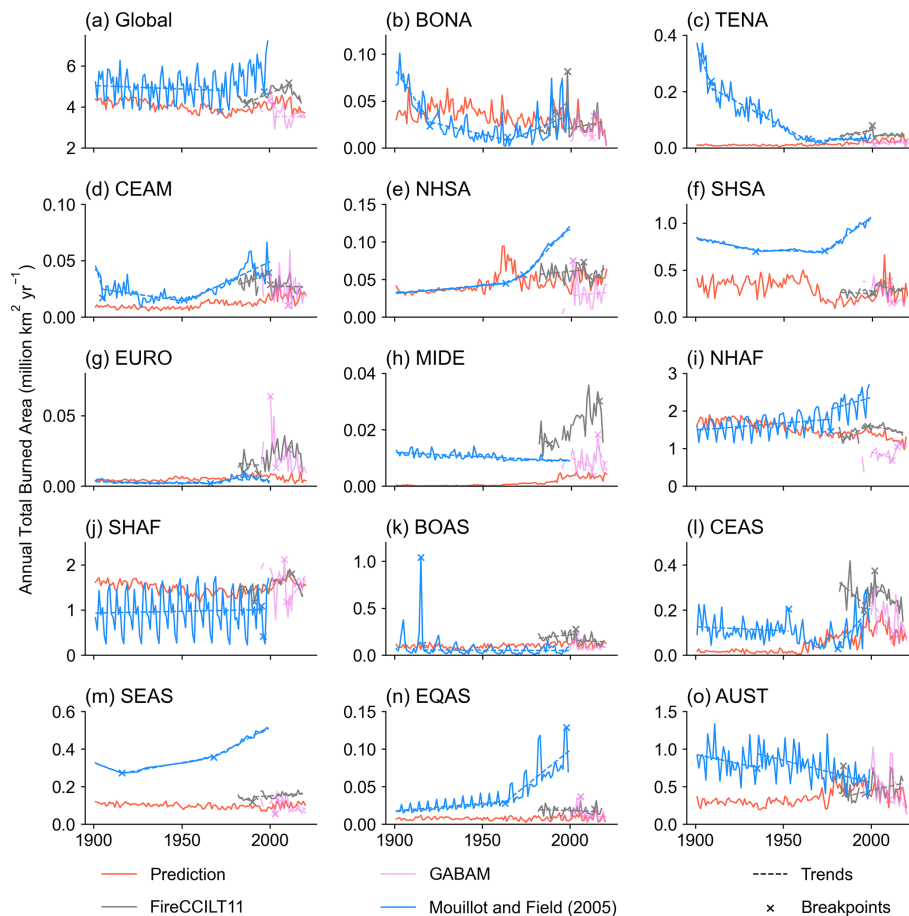 (a) Global
(b) BONA
(c) TENA
6
4
2
0.10
0.05
0.00
0.4
0.2
0.0
(d) CEAM
(e) NHSA
(f) SHSA
0.10
0.05
0.00
0.15
0.10
0.05
0.00
1.0
0.5
0.0
Annual Total Burned Area (million km² yr⁻¹)
(g) EURO
(h) MIDE
(i) NHAF
0.05
0.00
0.04
0.02
0.00
3
2
1
0
(j) SHAF
(k) BOAS
(l) CEAS
2
1
0
1.0
0.5
0.0
0.4
0.2
0.0
(m) SEAS
(n) EQAS
(o) AUST
0.6
0.4
0.2
0.0
0.15
0.10
0.05
0.00
1.5
1.0
0.5
0.0
1900 1950 2000
1900 1950 2000
1900 1950 2000
Prediction
GABAM
Trends
FireCCILT11
Mouillot and Field (2005)
Breakpoints